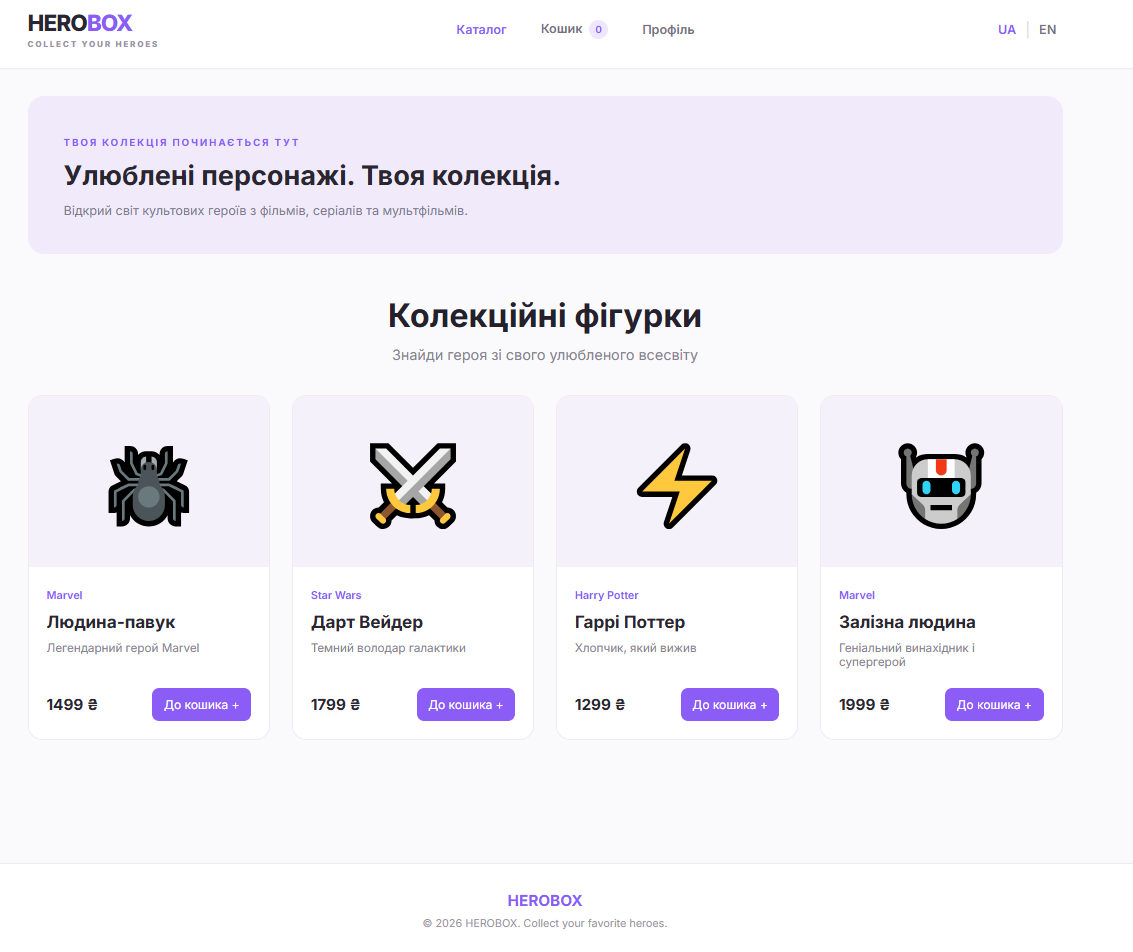 HEROBOX
COLLECT YOUR HEROES
Каталог
Кошик 0
Профіль
UA | EN
ТВОЯ КОЛЕКЦІЯ ПОЧИНАЄТЬСЯ ТУТ
Улюблені персонажі. Твоя колекція.
Відкрий світ культових героїв з фільмів, серіалів та мультфільмів.
Колекційні фігурки
Знайди героя зі свого улюбленого всесвіту
Marvel
Людина-павук
Легендарний герой Marvel
1499 ₴
До кошика +
Star Wars
Дарт Вейдер
Темний володар галактики
1799 ₴
До кошика +
Harry Potter
Гаррі Поттер
Хлопчик, який вижив
1299 ₴
До кошика +
Marvel
Залізна людина
Геніальний винахідник і
супергерой
1999 ₴
До кошика +
HEROBOX
© 2026 HEROBOX. Collect your favorite heroes.